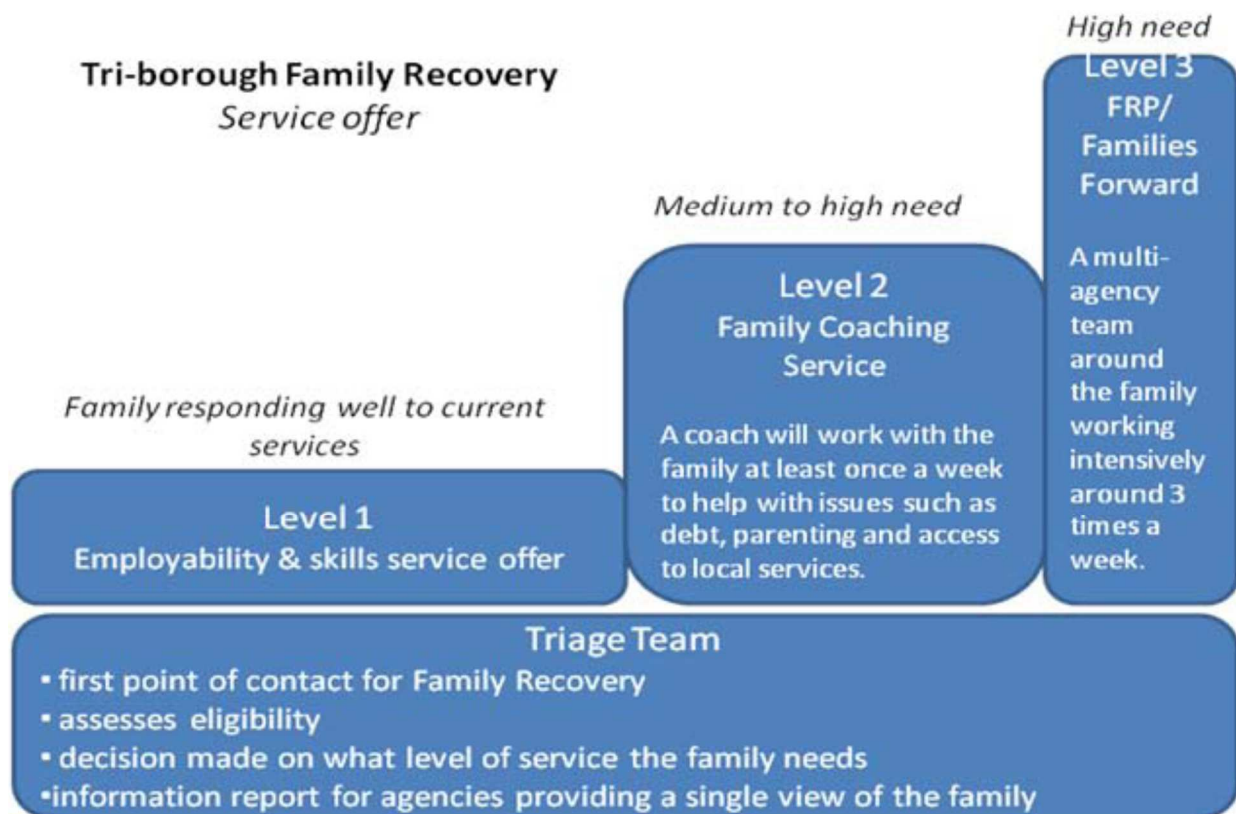 Tri-borough Family Recovery
Service offer
Family responding well to current
services
Level 1
Employability & skills service offer
Medium to high need
Level 2
Family Coaching
Service
A coach will work with the
family at least once a week
to help with issues such as
debt, parenting and access
to local services.
High need
Level 3
FRP/
Families
Forward
A multi-
agency
team
around
the family
working
intensively
around 3
times a
week.
Triage Team
▪ first point of contact for Family Recovery
▪ assesses eligibility
▪ decision made on what level of service the family needs
•information report for agencies providing a single view of the family